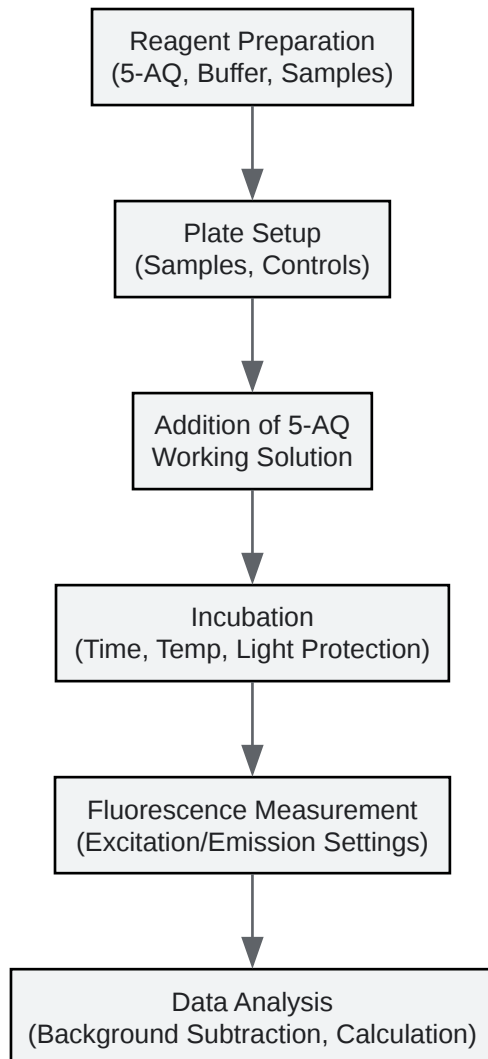 Reagent Preparation
(5-AQ, Buffer, Samples)
Plate Setup
(Samples, Controls)
Addition of 5-AQ
Working Solution
Incubation
(Time, Temp, Light Protection)
Fluorescence Measurement
(Excitation/Emission Settings)
Data Analysis
(Background Subtraction, Calculation)